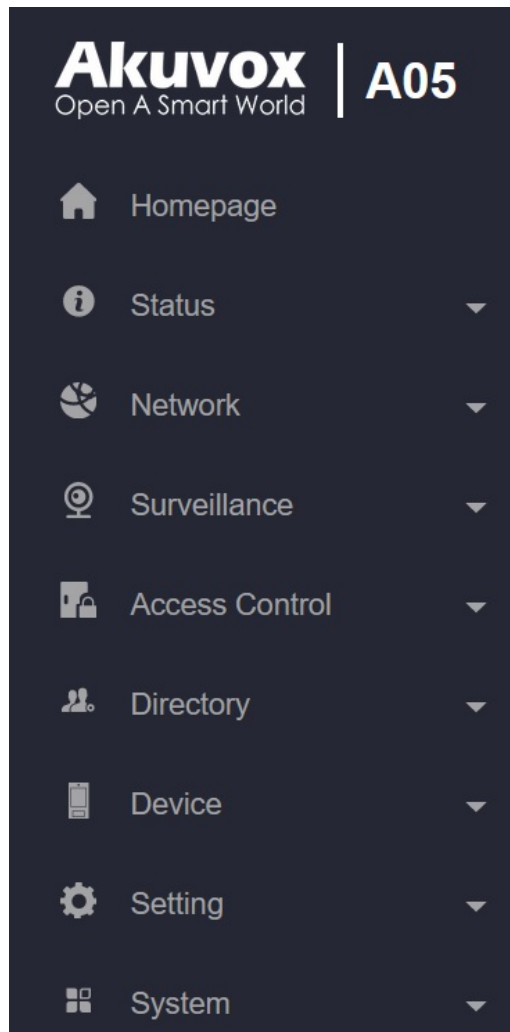 Akuvox
Open A Smart World
A05
Homepage
Status
Network
Surveillance
Access Control
Directory
Device
Setting
System